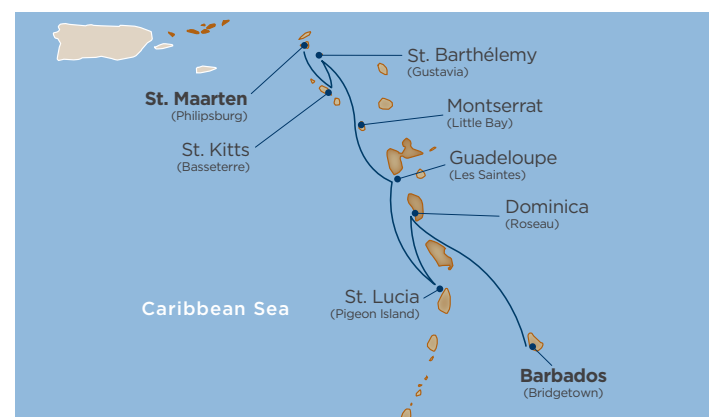 St. Barthélemy
(Gustavia)
St. Maarten
(Philipsburg)
Montserrat
(Little Bay)
St. Kitts
(Basseterre)
Guadeloupe
(Les Saintes)
Dominica
(Roseau)
St. Lucia
(Pigeon Island)
Caribbean Sea
Barbados
(Bridgetown)